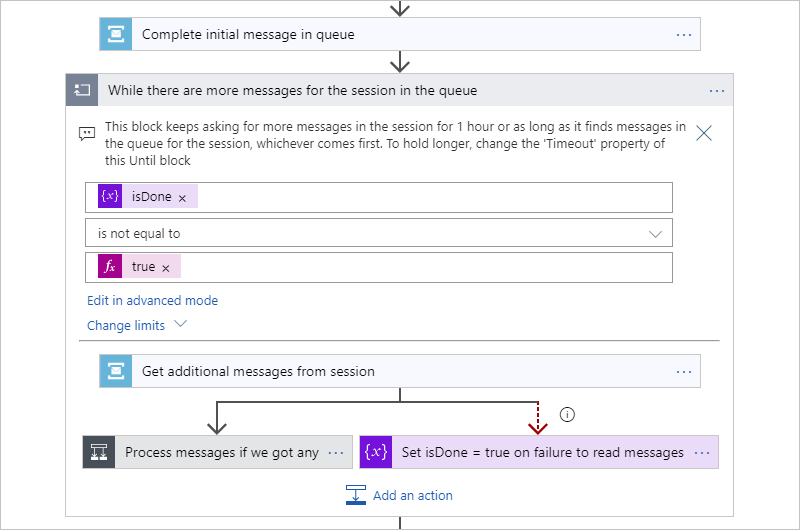 Complete initial message in queue
...
While there are more messages for the session in the queue
...
This block keeps asking for more messages in the session for 1 hour or as long as it finds messages in
the queue for the session, whichever comes first. To hold longer, change the 'Timeout' property of
this Until block
{x} isDone ×
is not equal to
fx true ×
Edit in advanced mode
Change limits
Get additional messages from session
...
Process messages if we got any ...
{x} Set isDone = true on failure to read messages ...
Add an action